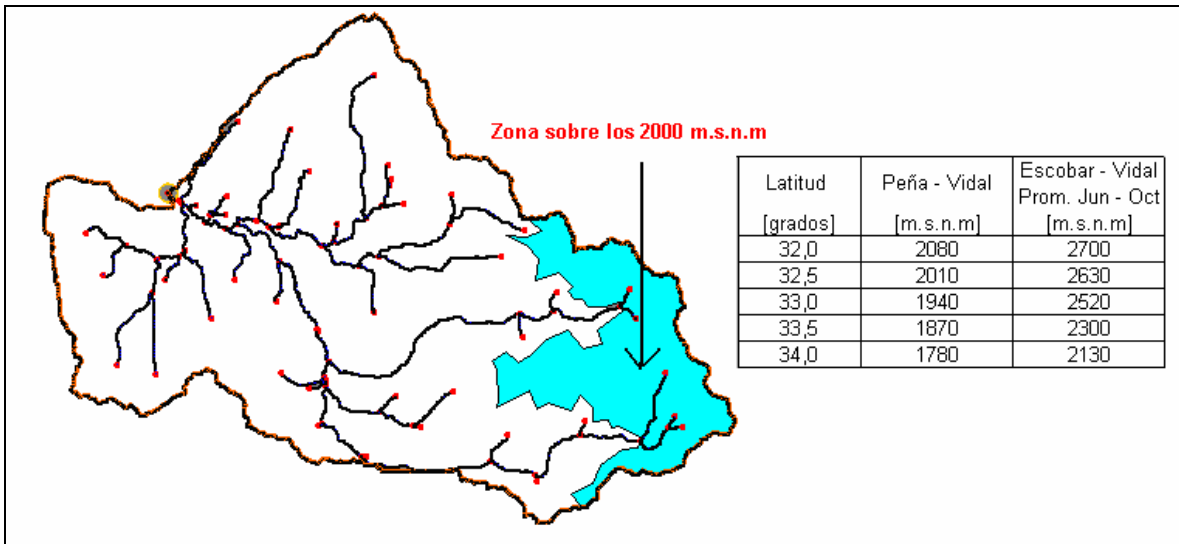 Zona sobre los 2000 m.s.n.m
Latitud
[grados]
Peña - Vidal
[m.s.n.m]
Escobar - Vidal
Prom. Jun - Oct
[m.s.n.m]
32,0 2080 2700
32,5 2010 2630
33,0 1940 2520
33,5 1870 2300
34,0 1780 2130